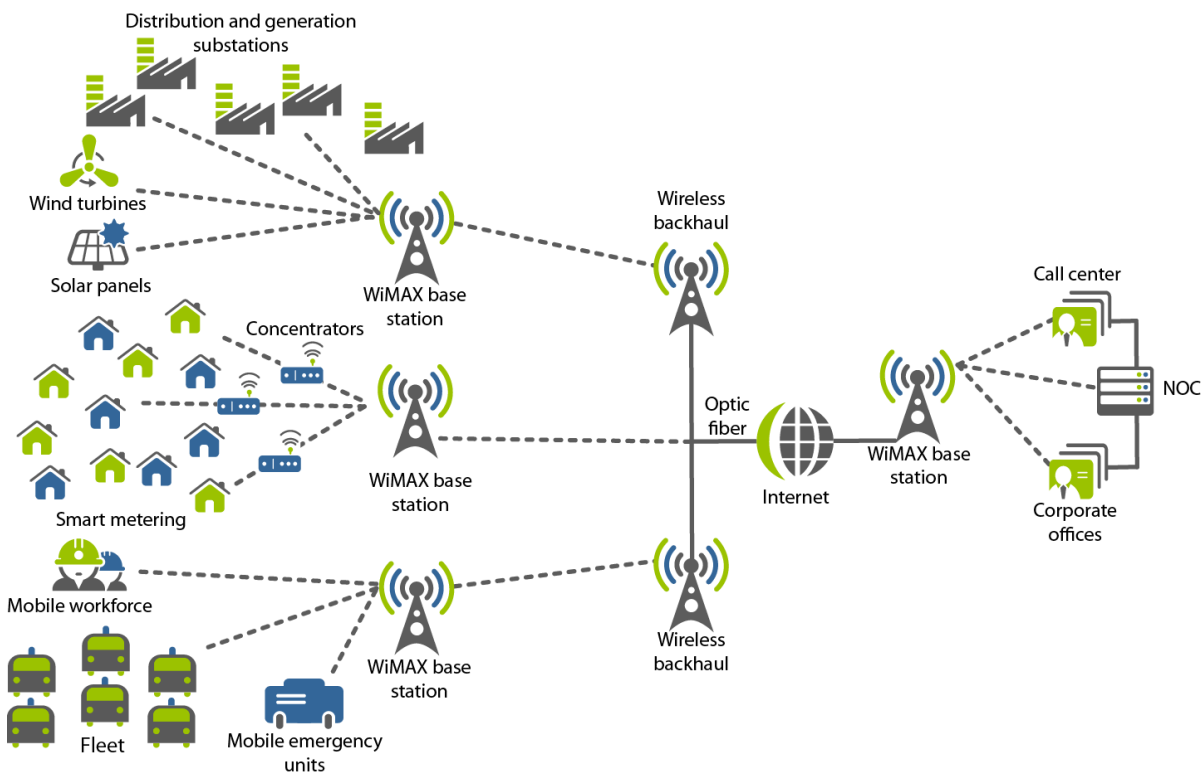 Distribution and generation
substations
Wind turbines
Solar panels
WiMAX base
station
Wireless
backhaul
Call center
Concentrators
Smart metering
WiMAX base
station
Optic
fiber
Internet
WiMAX base
station
NOC
Corporate
offices
Mobile workforce
Fleet
Mobile emergency
units
WiMAX base
station
Wireless
backhaul